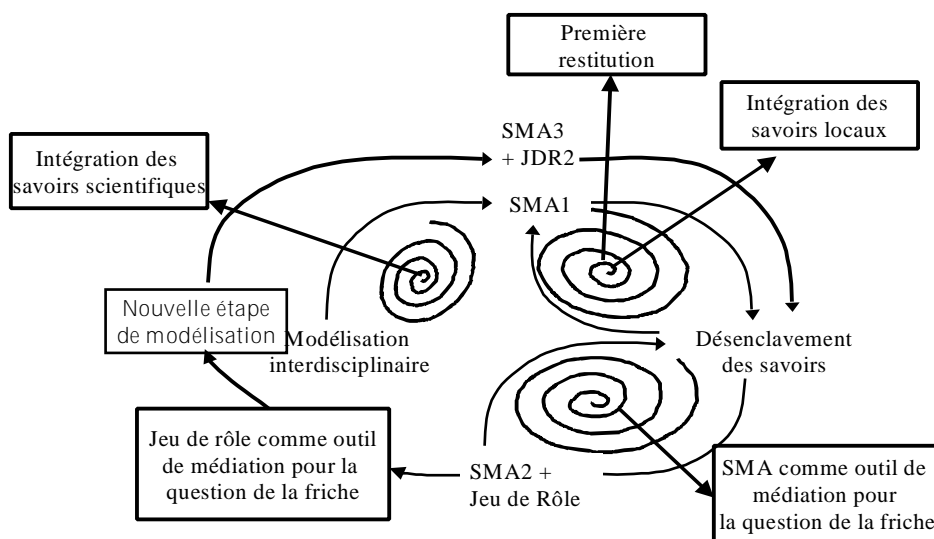 Première
restitution
Intégration des
savoirs locaux
SMA3
+ JDR2
Intégration des
savoirs scientifiques
SMA1
Nouvelle étape
de modélisation
Modélisation
interdisciplinaire
Désenclavement
des savoirs
Jeu de rôle comme outil
de médiation pour la
question de la friche
SMA2 +
Jeu de Rôle
SMA comme outil de
médiation pour
la question de la friche